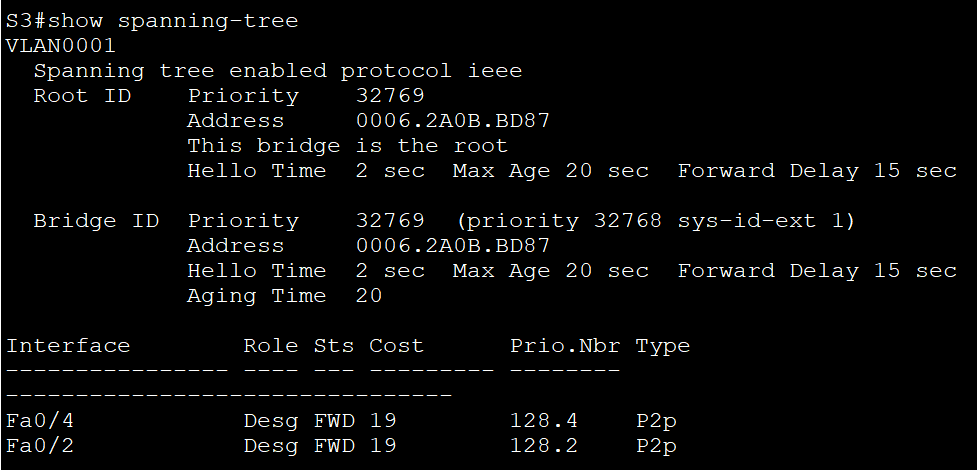 S3#show spanning-tree
VLAN0001
  Spanning tree enabled protocol ieee
  Root ID    Priority    32769
             Address     0006.2A0B.BD87
             This bridge is the root
             Hello Time  2 sec  Max Age 20 sec  Forward Delay 15 sec

  Bridge ID  Priority    32769  (priority 32768 sys-id-ext 1)
             Address     0006.2A0B.BD87
             Hello Time  2 sec  Max Age 20 sec  Forward Delay 15 sec
             Aging Time  20

Interface        Role Sts Cost      Prio.Nbr Type
---------------- ---- --- --------- --------
--------------------------------
Fa0/4            Desg FWD 19        128.4    P2p
Fa0/2            Desg FWD 19        128.2    P2p